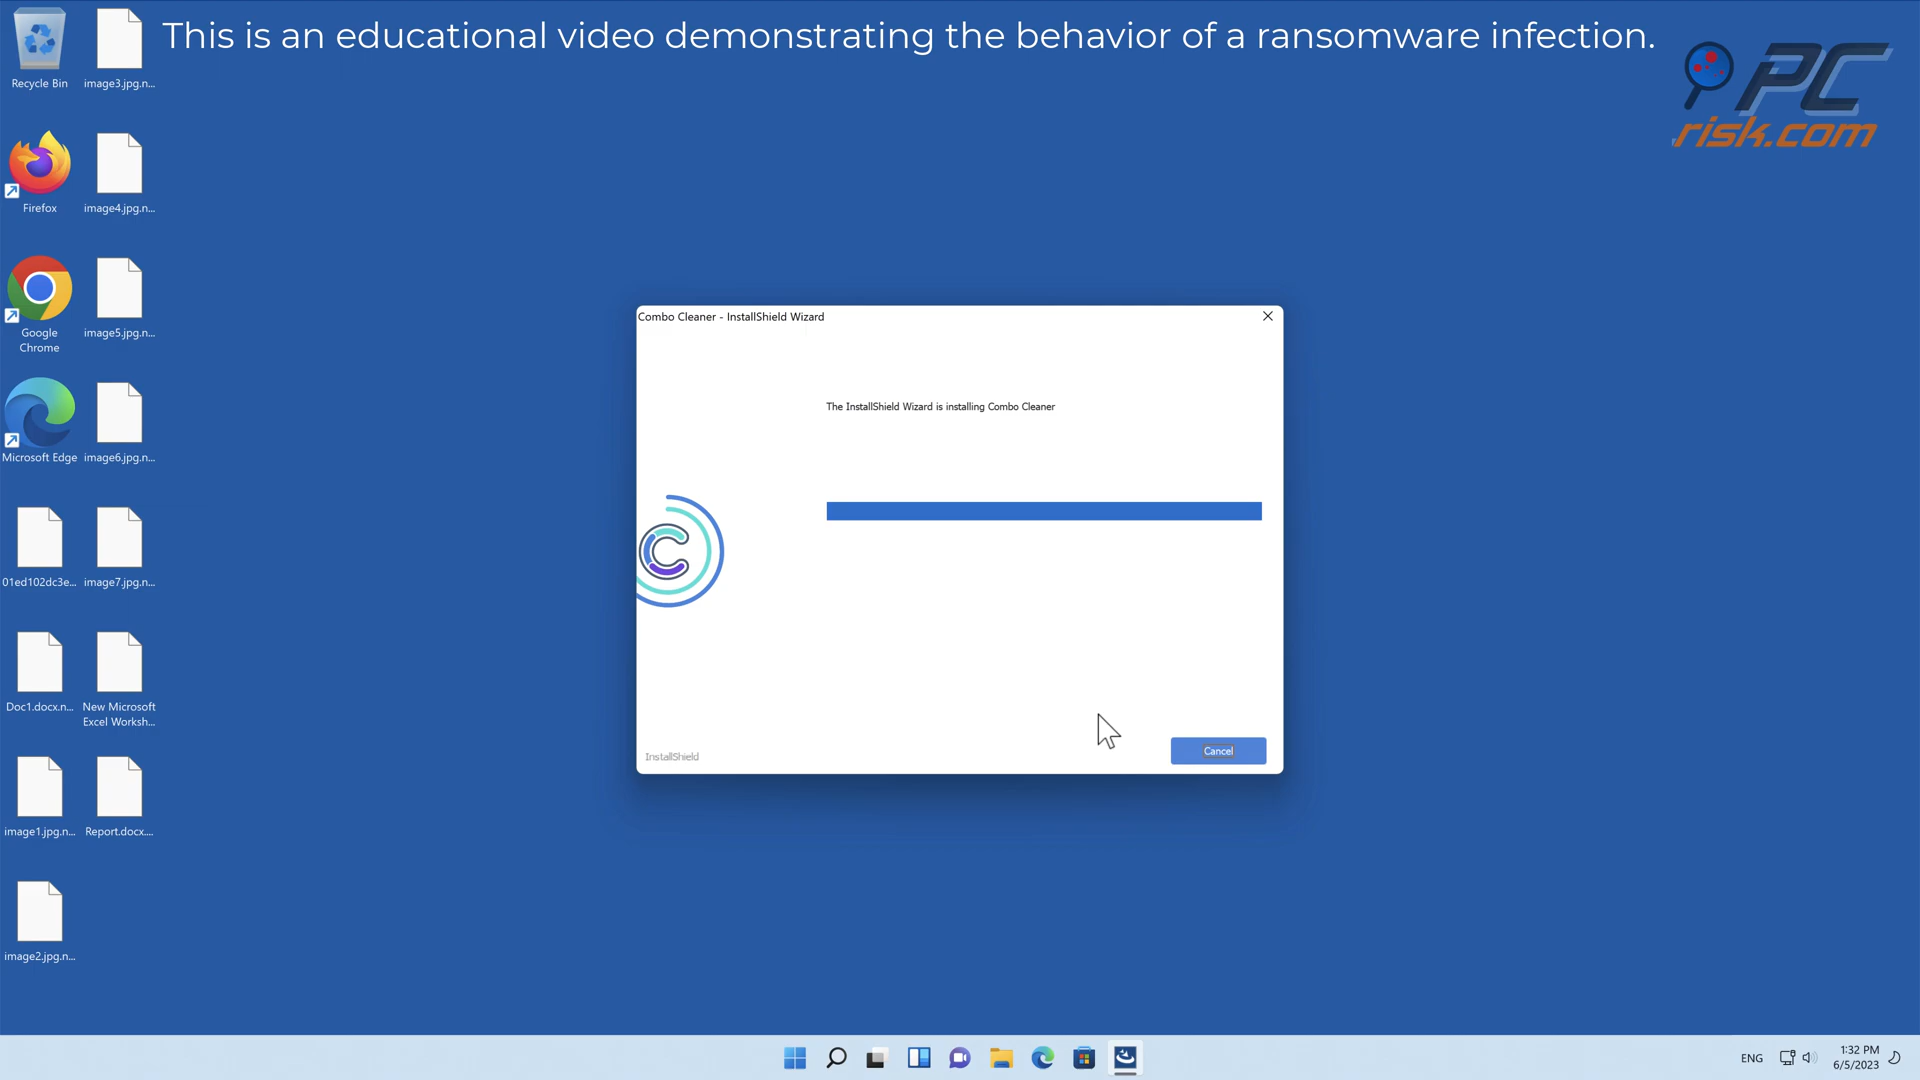 This is an educational video demonstrating the behavior of a ransomware infection.
PC
risk.com
Recycle Bin
image3.jpg.n...
Firefox
image4.jpg.n...
Google
Chrome
image5.jpg.n...
Microsoft Edge
image6.jpg.n...
01ed102dc3e...
image7.jpg.n...
Doc1.docx.n...
New Microsoft
Excel Worksh...
image1.jpg.n...
Report.docx....
image2.jpg.n...
Combo Cleaner - InstallShield Wizard
The InstallShield Wizard is installing Combo Cleaner
InstallShield
Cancel
ENG
1:32 PM
6/5/2023